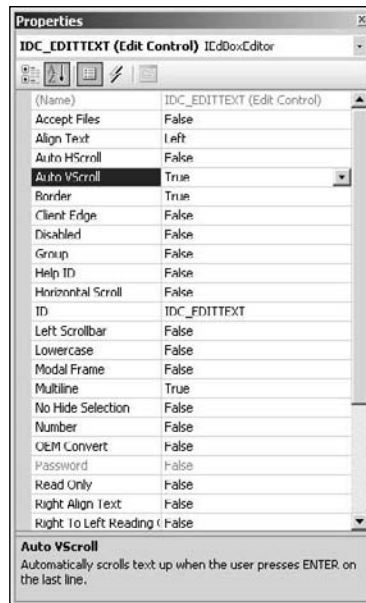 Properties
IDC_EDITTEXT (Edit Control) IEdBoxEditor
(Name) IDC_EDITTEXT (Edit Control)
Accept Files False
Align Text Left
Auto HScroll False
Auto VScroll True
Border True
Client Edge False
Disabled False
Group False
Help ID False
Horizontal Scroll False
ID IDC_EDITTEXT
Left Scrollbar False
Lowercase False
Modal Frame False
Multiline True
No Hide Selection False
Number False
OEM Convert False
Password False
Read Only False
Right Align Text False
Right To Left Reading ( False
Auto VScroll
Automatically scrolls text up when the user presses ENTER on
the last line.